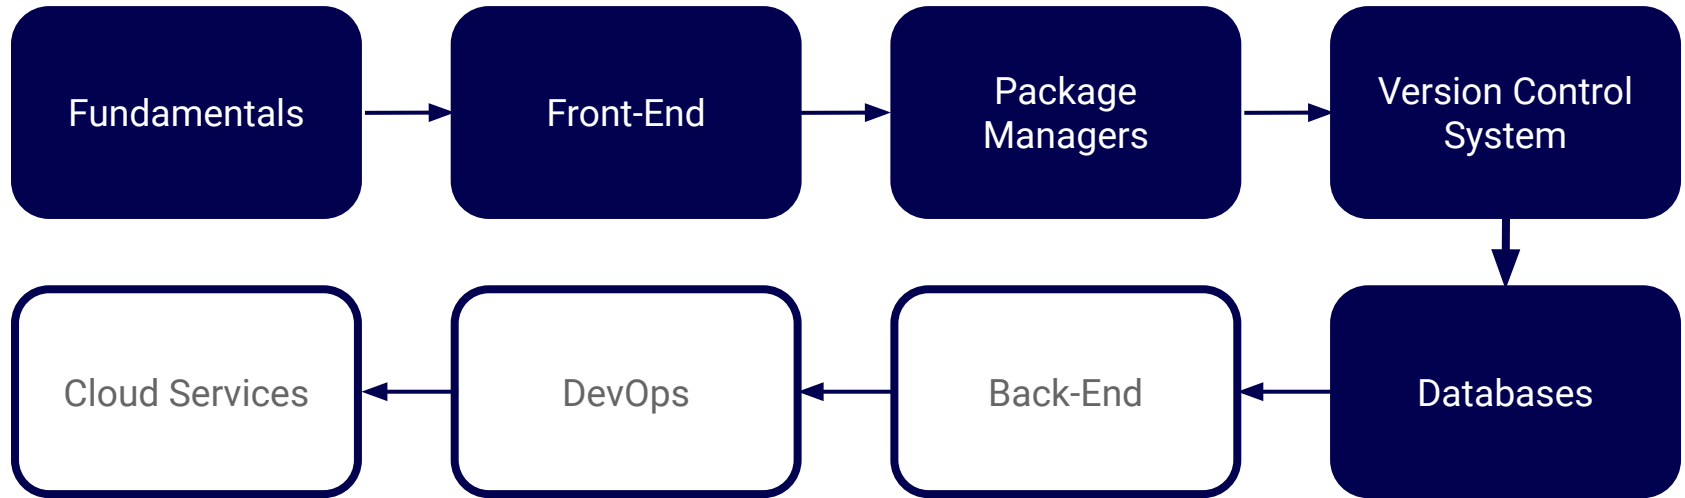 Fundamentals
Front-End
Package
Managers
Version Control
System
Cloud Services
DevOps
Back-End
Databases